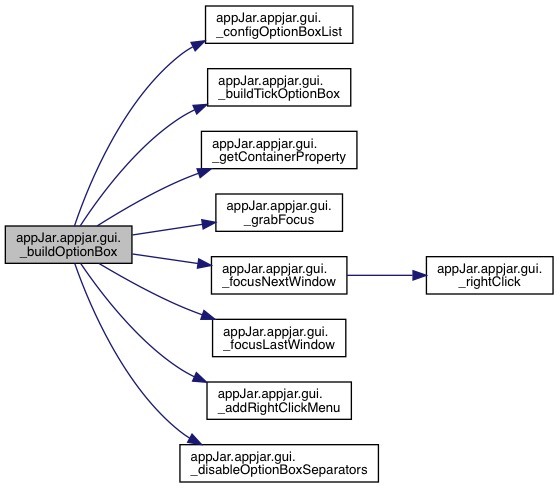 appJar.appjar.gui.
_configOptionBoxList
appJar.appjar.gui.
_buildTickOptionBox
appJar.appjar.gui.
_getContainerProperty
appJar.appjar.gui.
_grabFocus
appJar.appjar.gui.
_buildOptionBox
appJar.appjar.gui.
_focusNextWindow
appJar.appjar.gui.
_rightClick
appJar.appjar.gui.
_focusLastWindow
appJar.appjar.gui.
_addRightClickMenu
appJar.appjar.gui.
_disableOptionBoxSeparators